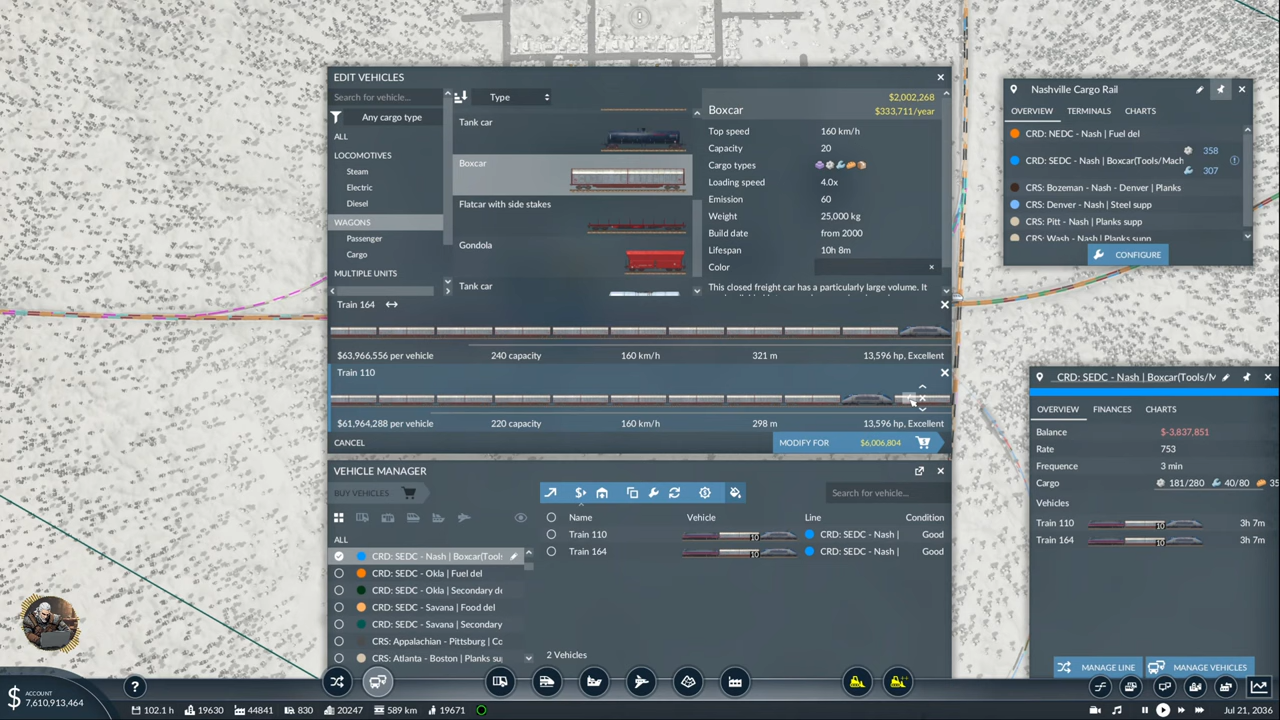 EDIT VEHICLES
Search for vehicle...
Type
Any cargo type
ALL
LOCOMOTIVES
Steam
Electric
Diesel
WAGONS
Passenger
Cargo
MULTIPLE UNITS
Tank car
Boxcar
Flatcar with side stakes
Gondola
Tank car
$2,002,268
Boxcar
$333,711/year
Top speed 160 km/h
Capacity 20
Cargo types
Loading speed 4.0x
Emission 60
Weight 25,000 kg
Build date from 2000
Lifespan 10h 8m
Color
This closed freight car has a particularly large volume. It
Train 164
$63,966,556 per vehicle 240 capacity 160 km/h 321 m 13,596 hp, Excellent
Train 110
$61,964,288 per vehicle 220 capacity 160 km/h 298 m 13,596 hp, Excellent
CANCEL
MODIFY FOR $6,006,804
VEHICLE MANAGER
BUY VEHICLES
Search for vehicle...
ALL
CRD: SEDC - Nash | Boxcar(Tools
CRD: SEDC - Okla | Fuel del
CRD: SEDC - Okla | Secondary de
CRD: SEDC - Savana | Food del
CRD: SEDC - Savana | Secondary
CRS: Appalachian - Pittsburg | Co
CRS: Atlanta - Boston | Planks su
Name Vehicle Line Condition
Train 110 10 CRD: SEDC - Nash | Good
Train 164 10 CRD: SEDC - Nash | Good
2 Vehicles
Nashville Cargo Rail
OVERVIEW TERMINALS CHARTS
CRD: NEDC - Nash | Fuel del
358
CRD: SEDC - Nash | Boxcar(Tools/Mach
307
CRS: Bozeman - Nash - Denver | Planks
CRS: Denver - Nash | Steel supp
CRS: Pitt - Nash | Planks supp
CRS: Wash - Nash | Planks supp
CONFIGURE
CRD: SEDC - Nash | Boxcar(Tools/M
OVERVIEW FINANCES CHARTS
Balance $-3,837,851
Rate 753
Frequence 3 min
Cargo 181/280 40/80 35
Vehicles
Train 110 10 3h 7m
Train 164 10 3h 7m
MANAGE LINE
MANAGE VEHICLES
$ ACCOUNT
7,610,913,464
?
102.1 h 19630 44841 830 20247 589 km 19671
Jul 21, 2036